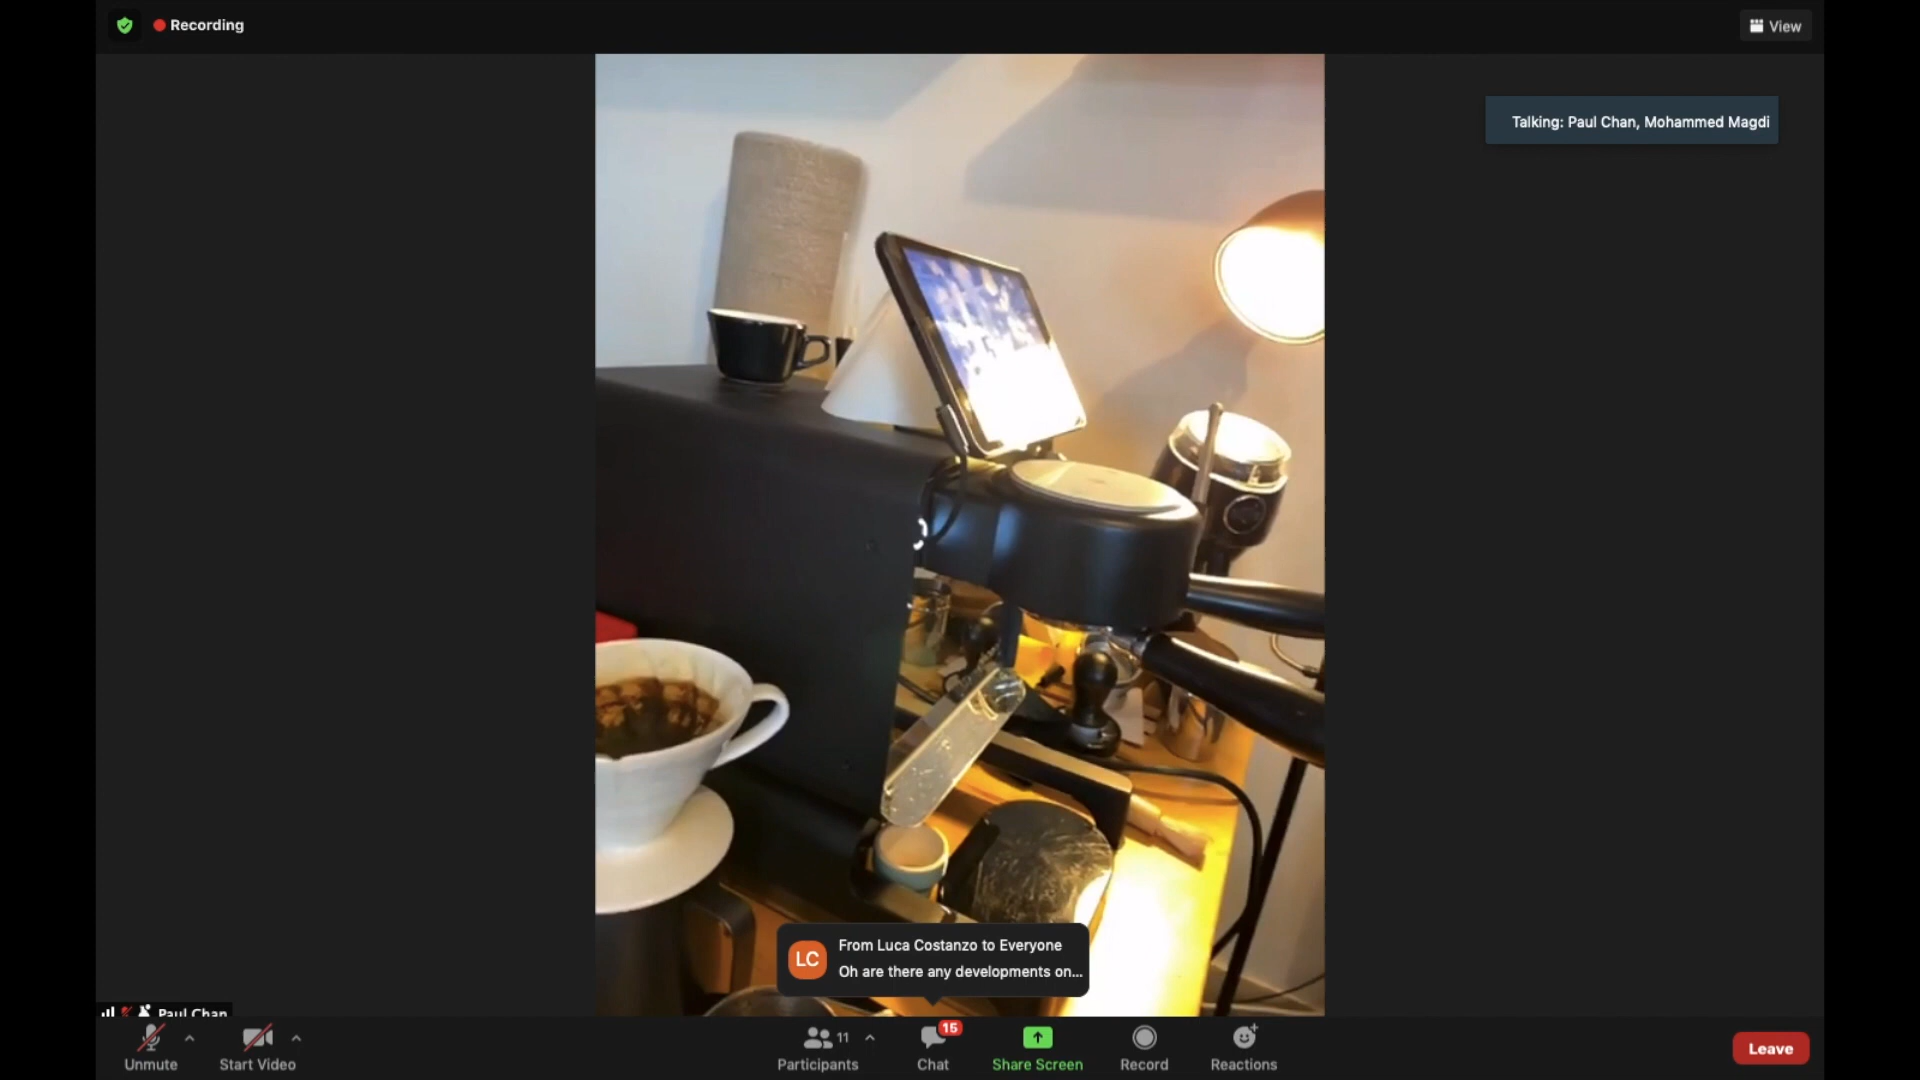 Recording
View
Talking: Paul Chan, Mohammed Magdi
LC
From Luca Costanzo to Everyone
Oh are there any developments on...
Paul Chan
Unmute
Start Video
11
Participants
15
Chat
Share Screen
Record
Reactions
Leave